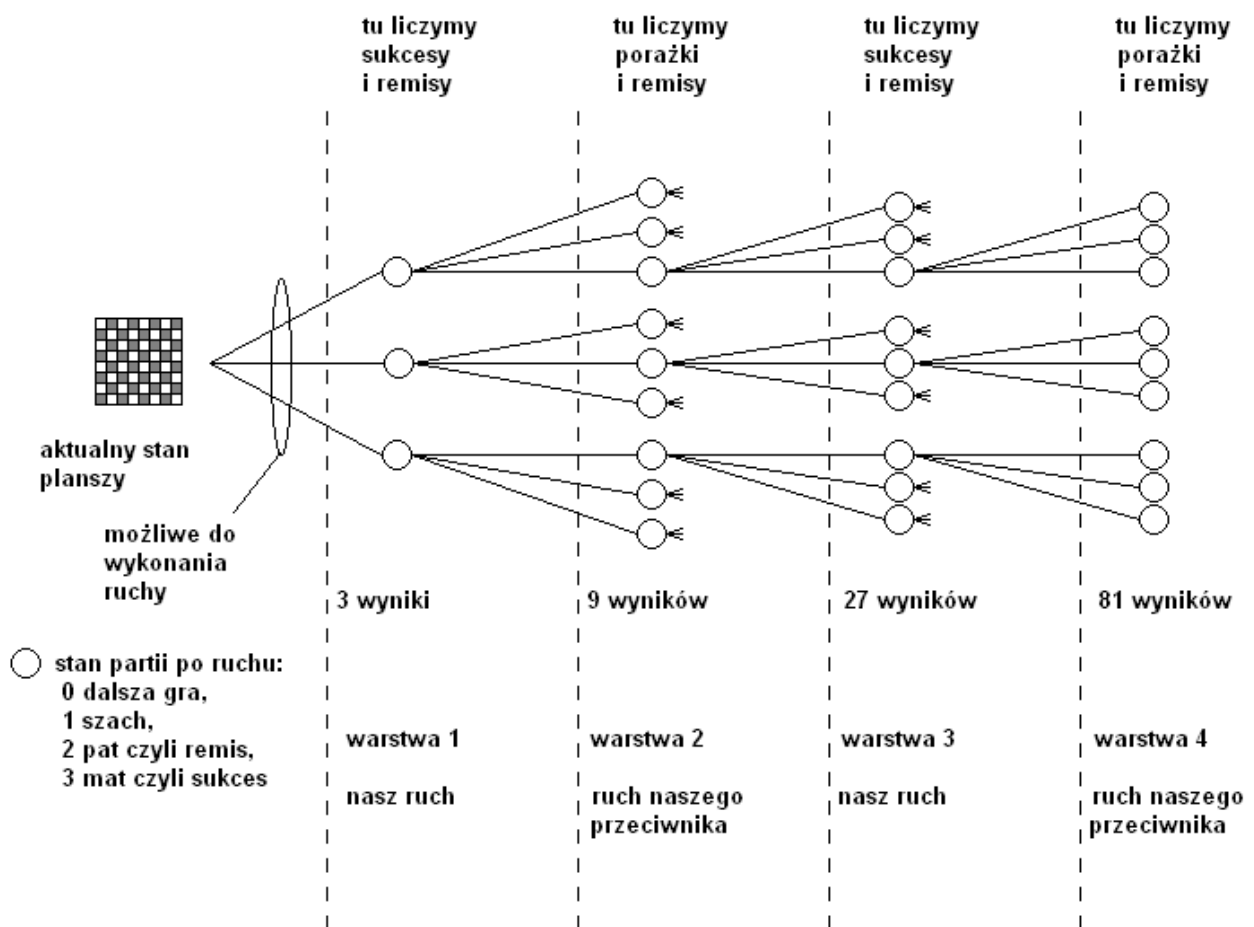 tu liczymy
sukcesy
i remisy
tu liczymy
porażki
i remisy
tu liczymy
sukcesy
i remisy
tu liczymy
porażki
i remisy
aktualny stan
planszy
możliwe do
wykonania
ruchy
3 wyniki
9 wyników
27 wyników
81 wyników
stan partii po ruchu:
0 dalsza gra,
1 szach,
2 pat czyli remis,
3 mat czyli sukces
warstwa 1
nasz ruch
warstwa 2
ruch naszego
przeciwnika
warstwa 3
nasz ruch
warstwa 4
ruch naszego
przeciwnika